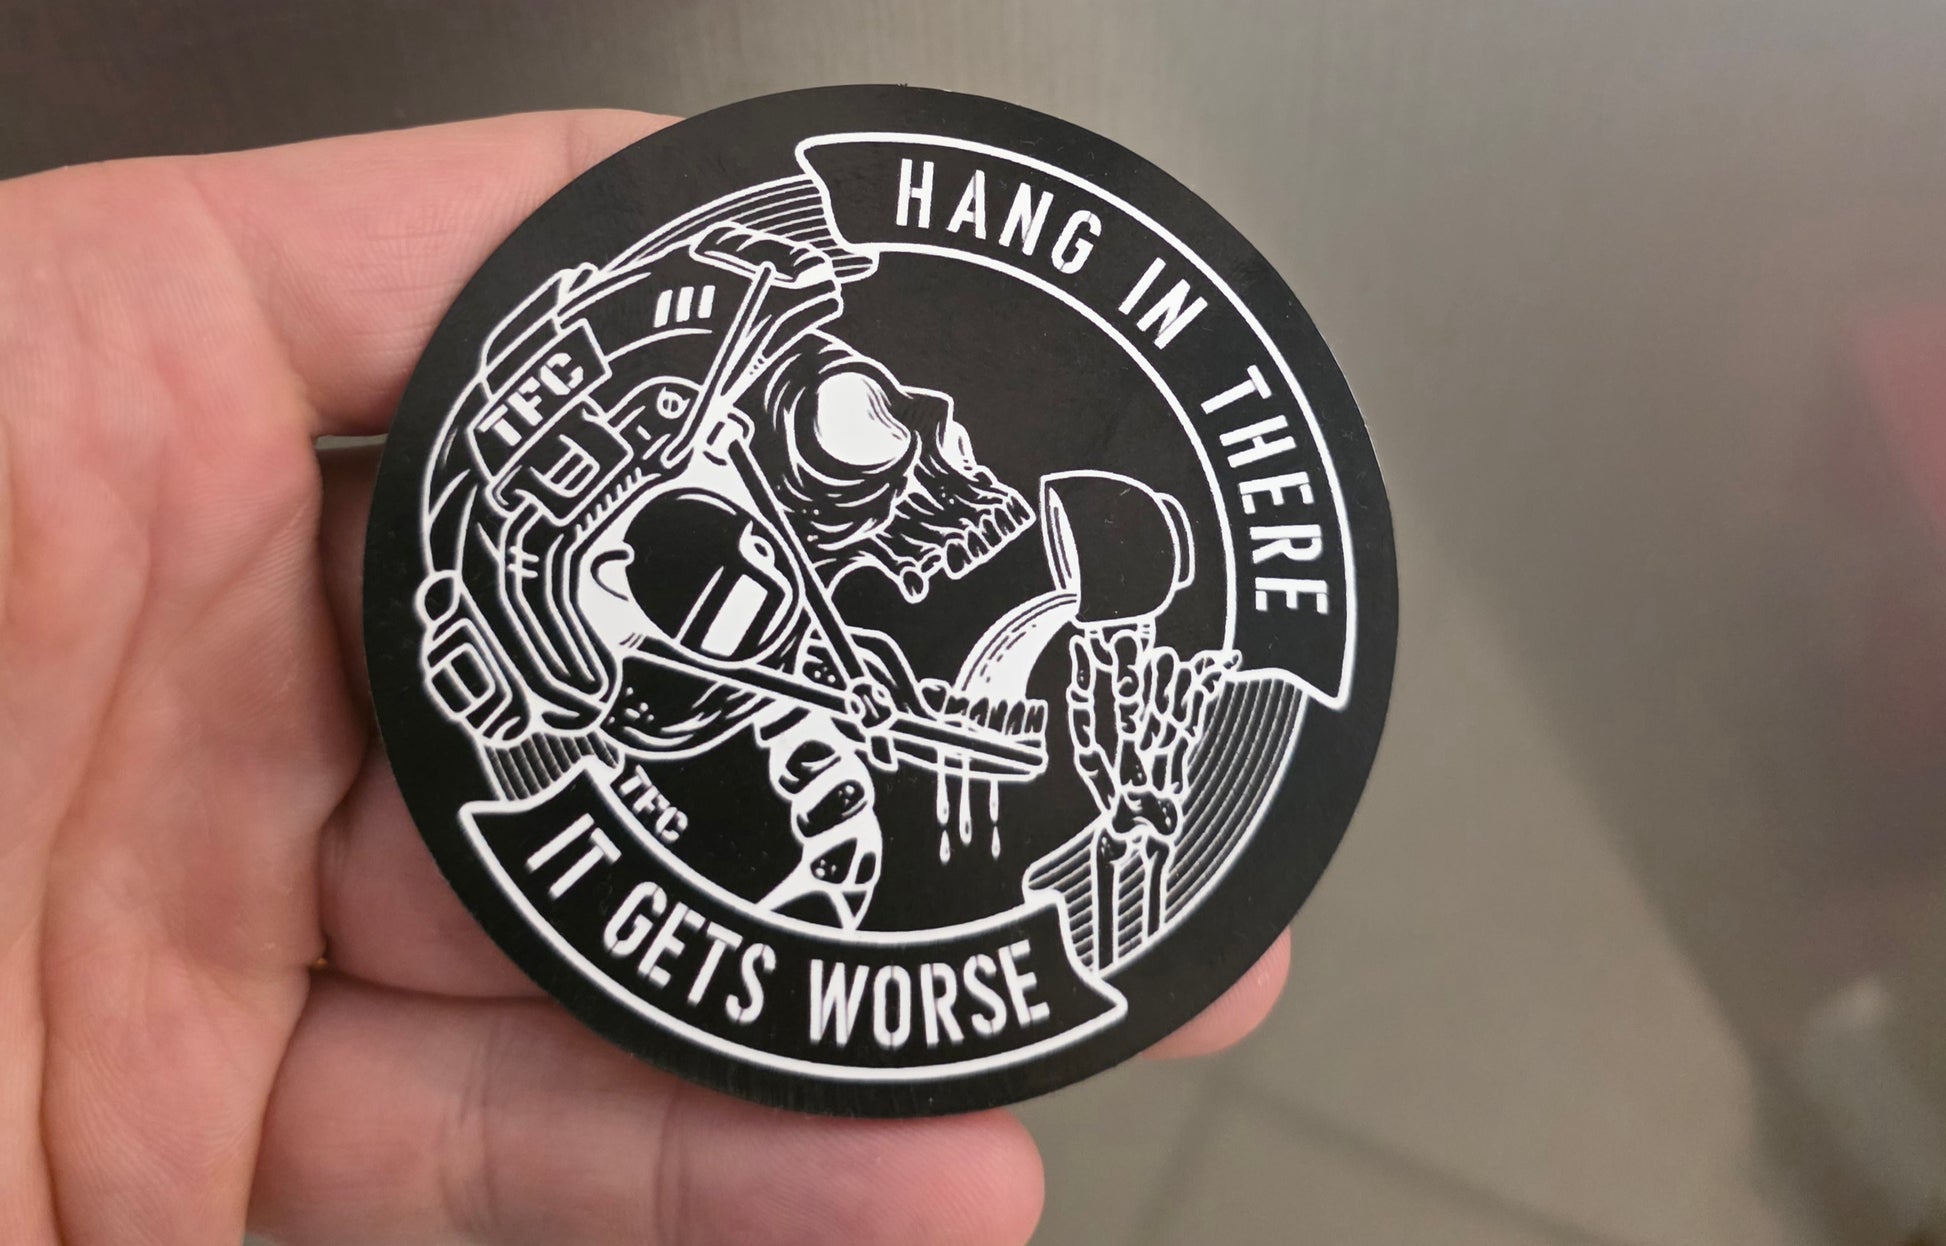 HANG IN THERE
TFC
TFC
IT GETS WORSE